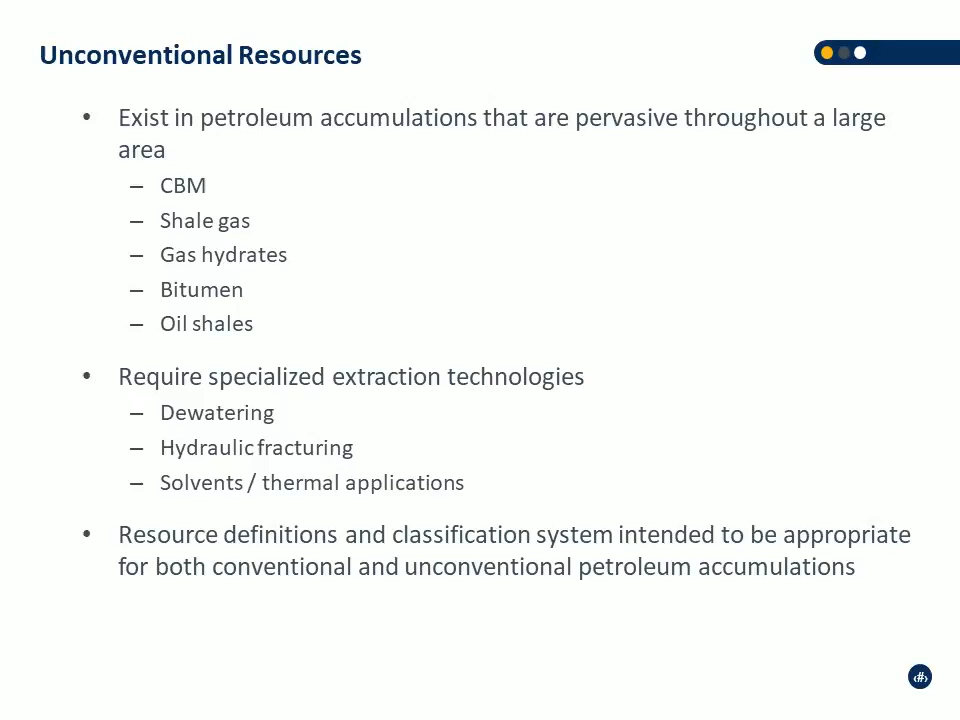 Unconventional Resources
• Exist in petroleum accumulations that are pervasive throughout a large
area
– CBM
– Shale gas
– Gas hydrates
– Bitumen
– Oil shales
• Require specialized extraction technologies
– Dewatering
– Hydraulic fracturing
– Solvents / thermal applications
• Resource definitions and classification system intended to be appropriate
for both conventional and unconventional petroleum accumulations
‹#›